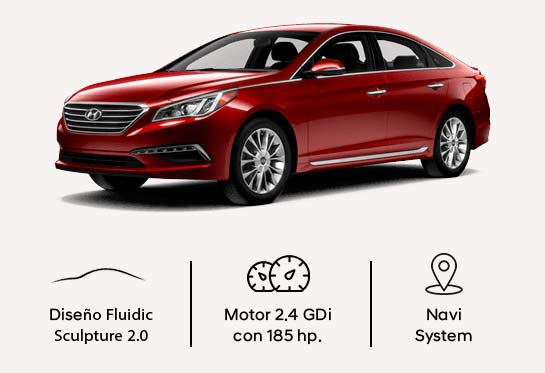 Diseño Fluidic
Sculpture 2.0
Motor 2.4 GDi
con 185 hp.
Navi
System